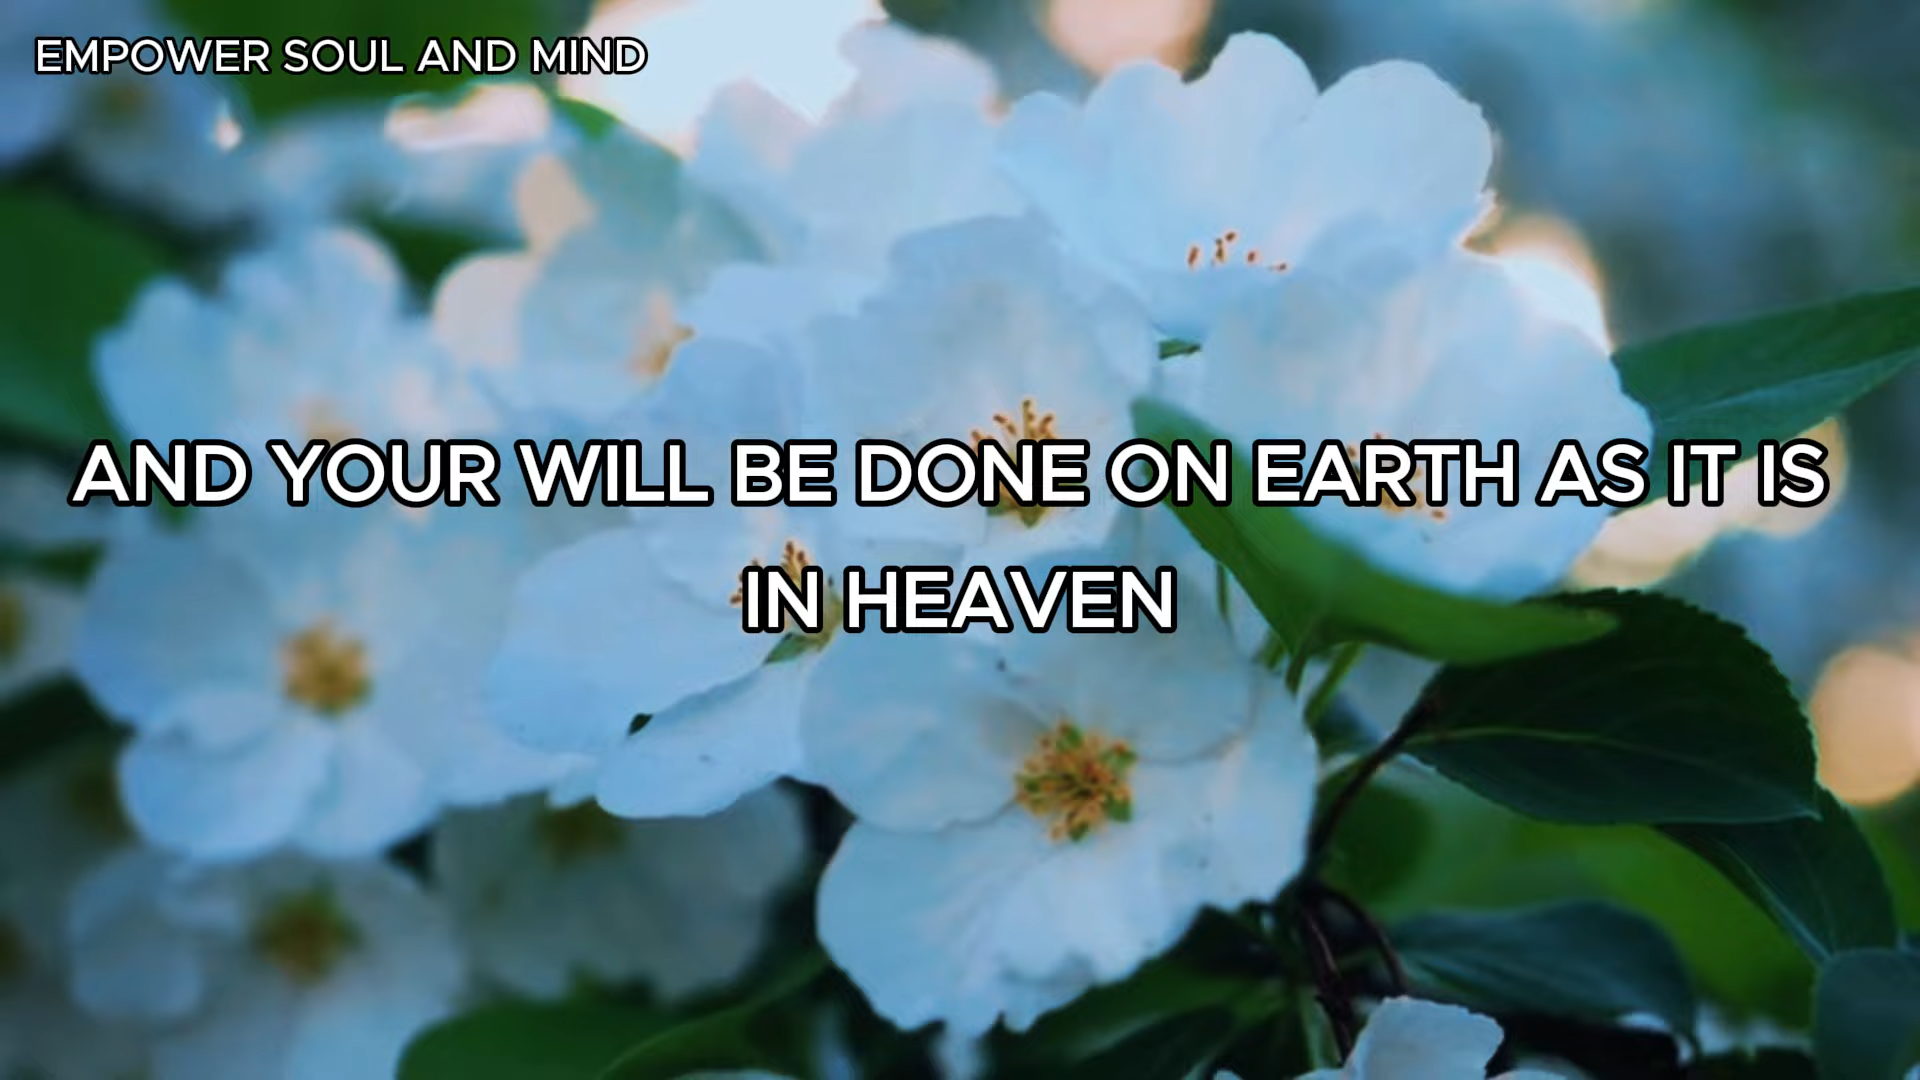 EMPOWER SOUL AND MIND
AND YOUR WILL BE DONE ON EARTH AS IT IS
IN HEAVEN